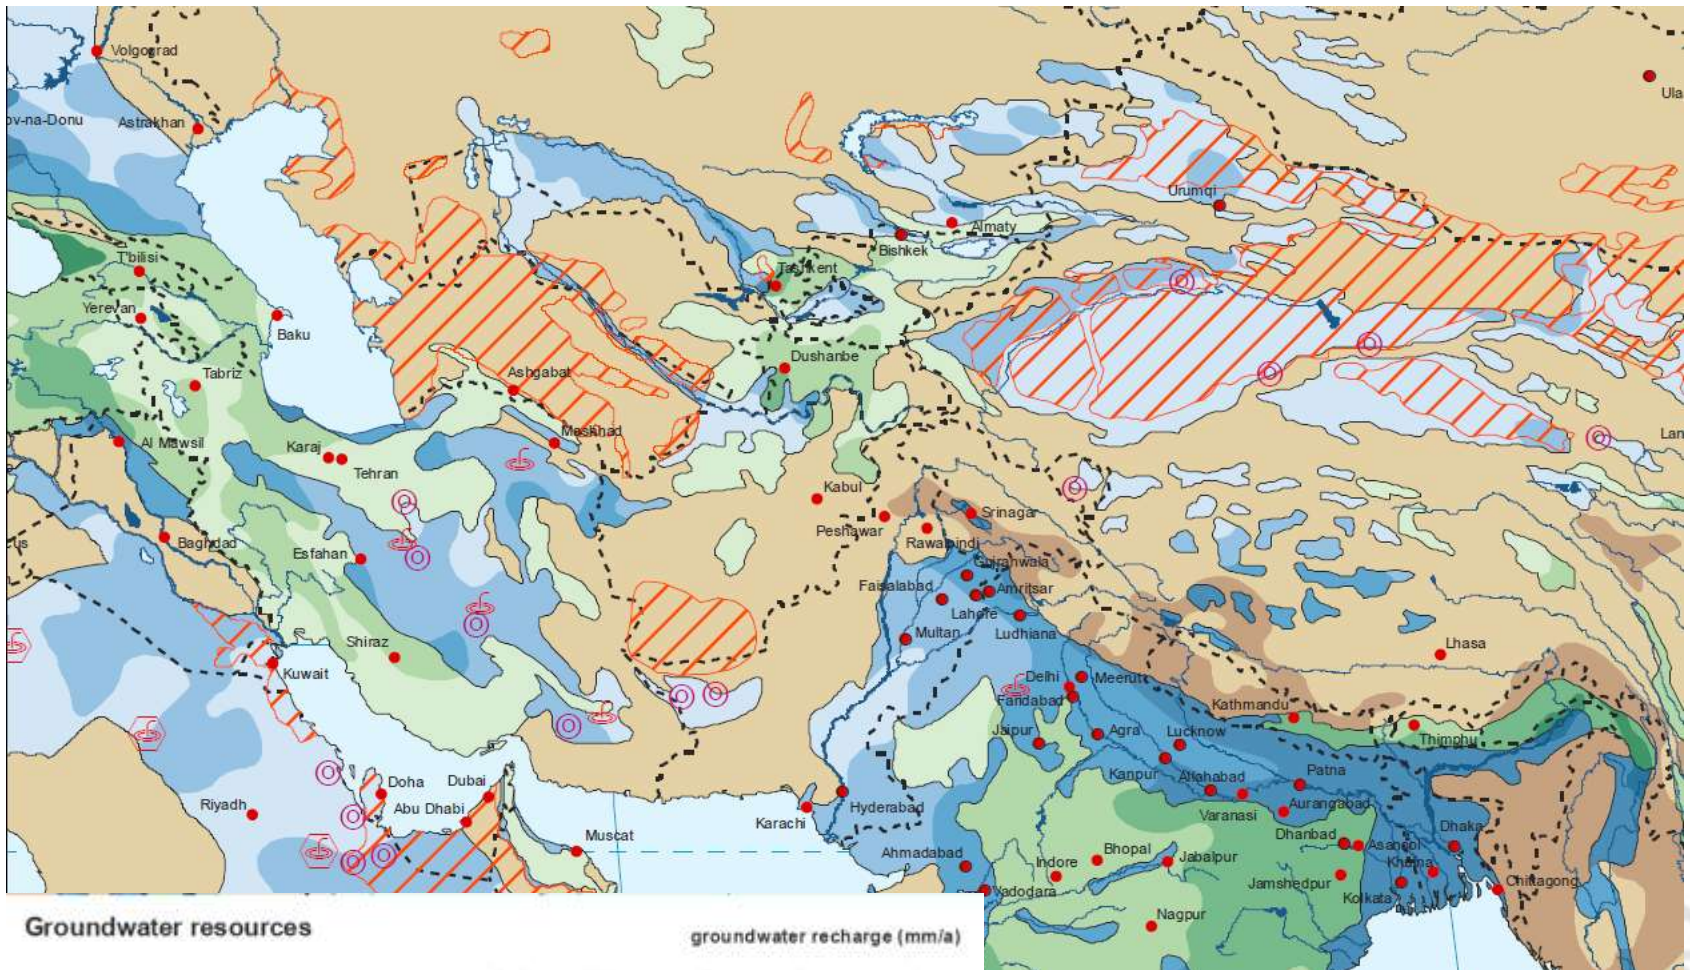 Volgograd
Ula
ov-na-Donu
Astrakhan
Urumqi
Almaty
Bishkek
T'bilisi
Tashkent
Yerevan
Baku
Dushanbe
Tabriz
Ashgabat
Mashhad
Al Mawsil
Karaj
Tehran
Lan
Kabul
Peshawar
Srinagar
Rawalpindi
cus
Baghdad
Esfahan
Gujranwala
Faisalabad
Amritsar
Lahore
Multan
Ludhiana
Shiraz
Lhasa
Kuwait
Delhi
Meerut
Faridabad
Kathmandu
Jaipur
Agra
Lucknow
Thimphu
Kanpur
Allahabad
Patna
Doha
Dubai
Riyadh
Abu Dhabi
Hyderabad
Varanasi
Aurangabad
Karachi
Muscat
Dhanbad
Asansol
Dhaka
Ahmadabad
Indore
Bhopal
Jabalpur
Khulna
Vadodara
Jamshedpur
Kolkata
Chittagong
Nagpur
Groundwater resources
groundwater recharge (mm/a)